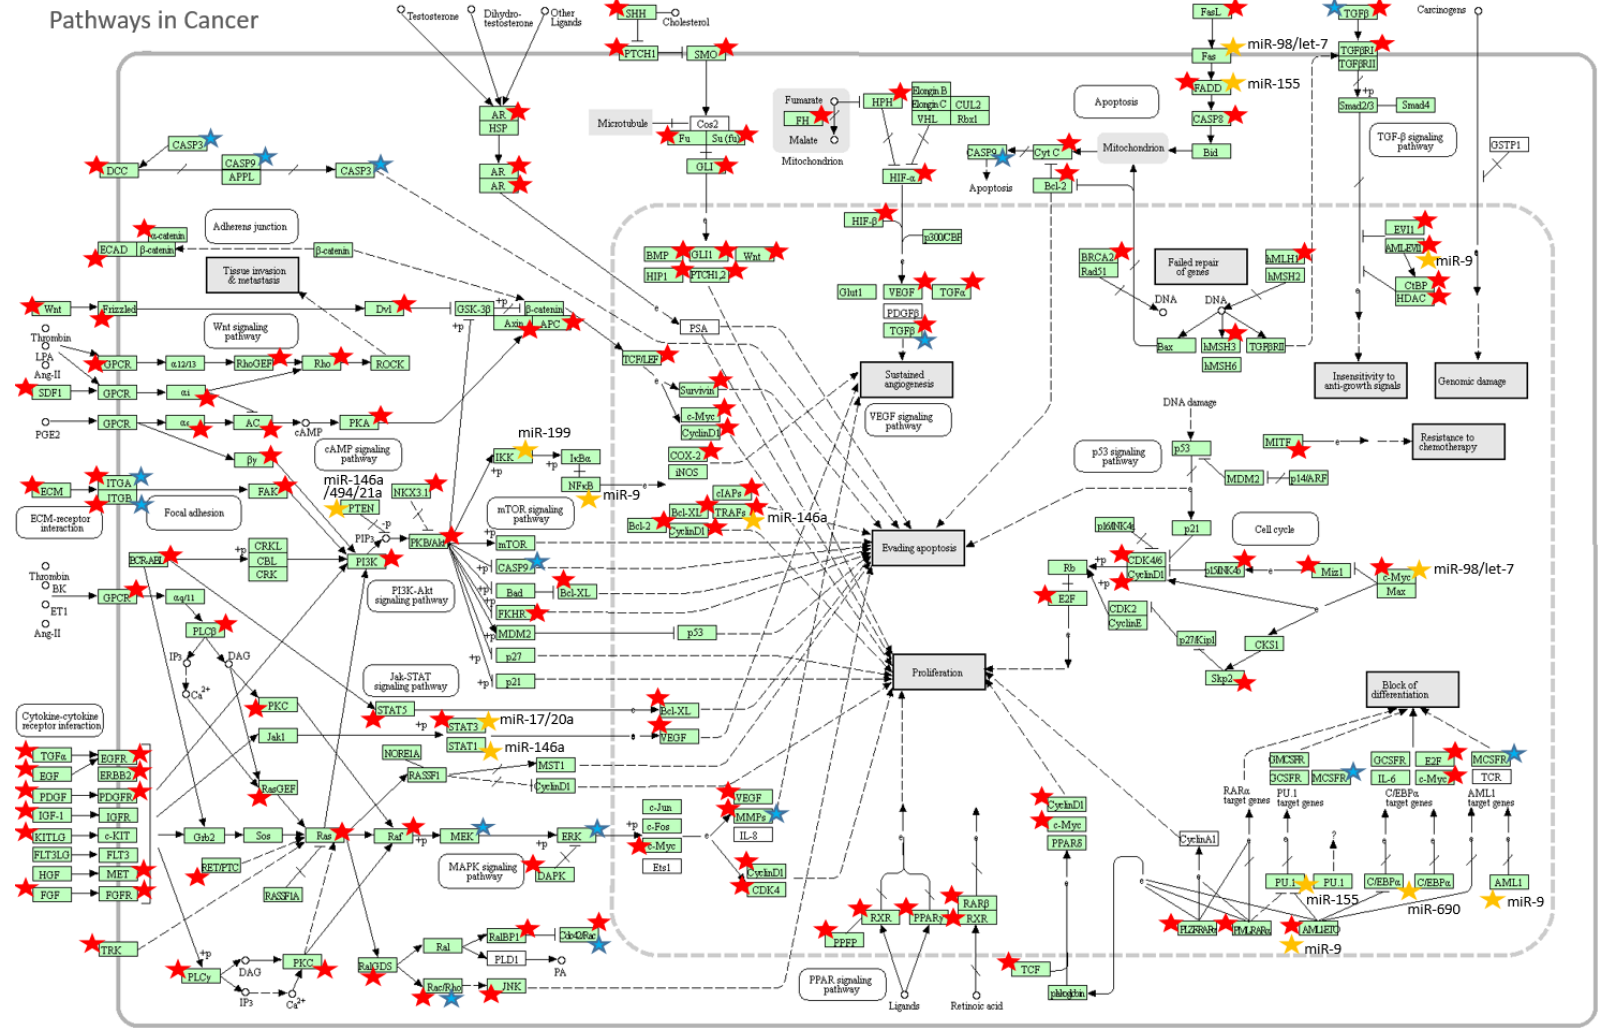 Pathways in Cancer
Testosterone
Dihydro-
testosterone
Other
Ligands
SHH
Cholesterol
PTCH1
SMO
FasL
Fas
miR-98/let-7
FADD
miR-155
CASP8
Bid
TGFβ
TGFβRI
TGFβRII
+p
Smad2/3
Smad4
TGF-β signaling
pathway
Carcinogens
GSTP1
AR
HSP
AR
AR
Microtubule
Cos2
Fu
Su (fu)
GLI
Fumarate
FH
Malate
Mitochondrion
HPH
Elongin B
Elongin C
CUL2
VHL
Rbx1
HIF-α
Apoptosis
CASP9
Cyt C
Mitochondrion
Apoptosis
Bcl-2
CASP3
DCC
CASP9
APPL
CASP3
α-catenin
ECAD
β-catenin
Adherens junction
β-catenin
Tissue invasion
& metastasis
HIF-β
p300/CBP
BMP
GLI1
Wnt
HIP1
PTCH1,2
Glut1
VEGF
TGFα
PDGFβ
TGFβ
BRCA2
Rad51
Failed repair
of genes
hMLH1
hMSH2
DNA
DNA
Bax
hMSH3
TGFβRII
hMSH6
EVI1
AML-EVI1
miR-9
CtBP
HDAC
Wnt
Frizzled
Dvl
GSK-3β
+p
+p
β-catenin
Axin
APC
Thrombin
LPA
Ang-II
Wnt signaling
pathway
GPCR
α12/13
RhoGEF
Rho
ROCK
PSA
TCF/LEF
Sustained
angiogenesis
Insensitivity to
anti-growth signals
Genomic damage
SDF1
GPCR
αi
Survivin
c-Myc
CyclinD1
VEGF signaling
pathway
DNA damage
PGE2
GPCR
αs
AC
cAMP
PKA
COX-2
iNOS
p53 signaling
pathway
p53
MITF
Resistance to
chemotherapy
βγ
cAMP signaling
pathway
miR-199
IKK
+p
IκBα
+p
NFκB
miR-9
MDM2
p14/ARF
ECM
ITGA
ITGB
FAK
miR-146a
/494/21a
PTEN
NKX3.1
ECM-receptor
interaction
Focal adhesion
mTOR signaling
pathway
cIAPs
Bcl-XL
TRAFs
miR-146a
Bcl-2
CyclinD1
PIP3
-p
PKB/Akt
+p
mTOR
p16INK4a
p21
Cell cycle
BCR-ABL
+p
CRKL
CBL
CRK
PI3K
+p
CASP9
Evading apoptosis
Rb
CDK4/6
CyclinD1
p15INK4b
Miz1
c-Myc
Max
miR-98/let-7
Thrombin
BK
ET1
Ang-II
GPCR
αq/11
PI3K-Akt
signaling pathway
+p
Bad
Bcl-XL
FKHR
+p
MDM2
p53
E2F
CDK2
CyclinE
p27/Kip1
CKS1
Skp2
PLCβ
IP3
DAG
Ca2+
+p
p27
+p
p21
Jak-STAT
signaling pathway
Proliferation
Block of
differentiation
PKC
STAT5
+p
STAT3
miR-17/20a
STAT1
miR-146a
Bcl-XL
VEGF
Cytokine-cytokine
receptor interaction
Jak1
NORE1A
RASSF1
MST1
CyclinD1
TGFα
EGFR
EGF
ERBB2
PDGF
PDGFR
IGF-1
IGFR
KITLG
c-KIT
FLT3LG
FLT3
HGF
MET
FGF
FGFR
RasGEF
Grb2
Sos
Ras
Raf
+p
MEK
+p
ERK
+p
RET/PTC
RASSF1A
MAPK signaling
pathway
DAPK
c-Jun
c-Fos
c-Myc
Ets1
VEGF
MMPs
IL-8
CyclinD1
CDK4
CyclinD1
c-Myc
PPARδ
GMCSFR
GCSFR
MCSFR
GCSFR
E2F
IL-6
c-Myc
MCSFR
TCR
RARα
target genes
PU.1
target genes
C/EBPα
target genes
AML1
target genes
CyclinA1
?
PU.1
PU.1
miR-155
C/EBPα
C/EBPα
miR-690
AML1
miR-9
TRK
PLCγ
+p
DAG
IP3
PKC
Ca2+
RalGDS
Ral
RalBP1
Cdc42/Rac
PLD1
PA
Rac/Rho
JNK
RXR
PPARγ
RARβ
RXR
PPFP
PPAR signaling
pathway
Ligands
Retinoic acid
TCF
plakoglobin
PLZF-RARα
PML-RARα
AML1-ETO
miR-9